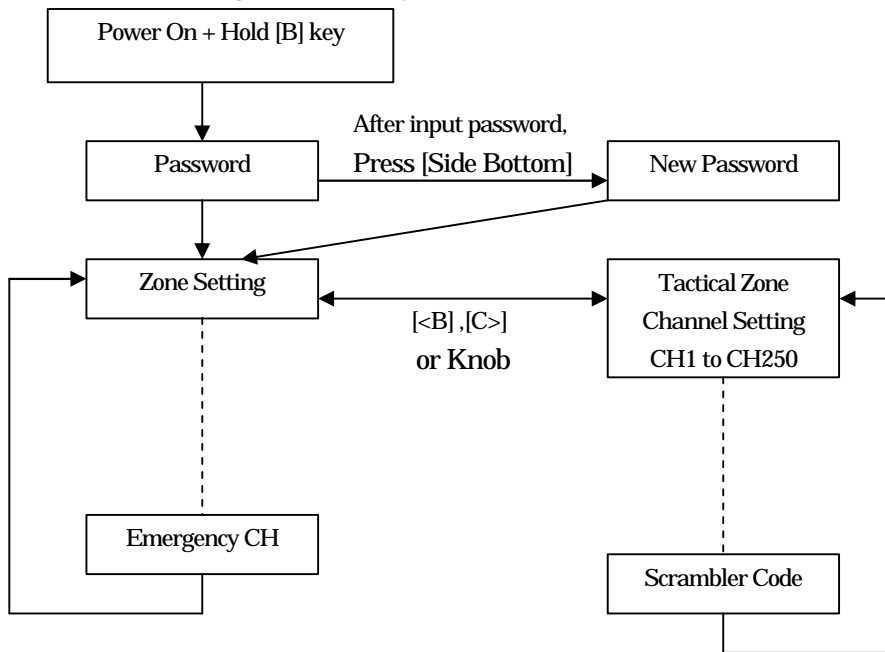 Power On + Hold [B] key
After input password,
Password
Press [Side Bottom]
New Password
Zone Setting
Tactical Zone
Channel Setting
CH1 to CH250
[<B] ,[C>]
or Knob
Emergency CH
Scrambler Code